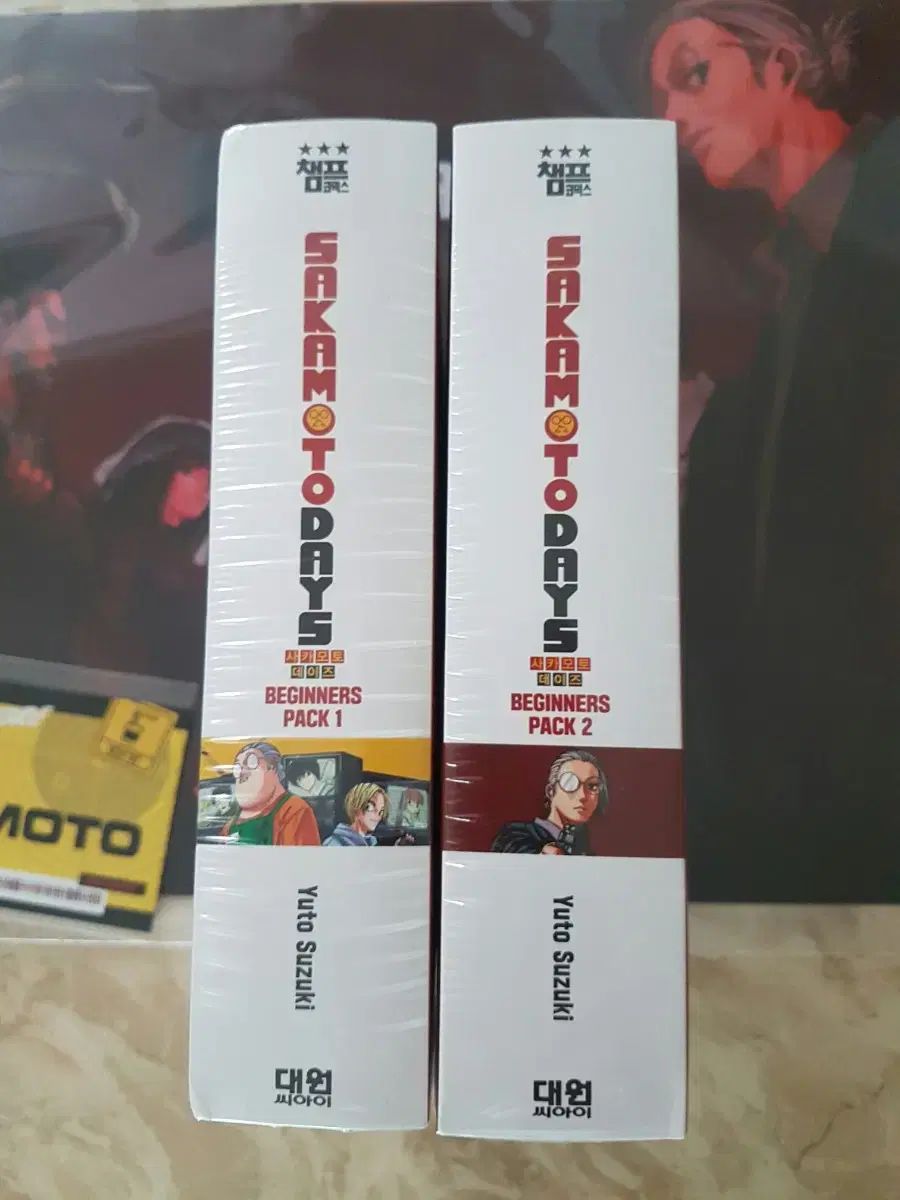 ★★★
챔프
코믹스
SAKAMOTO DAYS
사카모토
데이즈
BEGINNERS
PACK 1
Yuto Suzuki
대원
씨아이
★★★
챔프
코믹스
SAKAMOTO DAYS
사카모토
데이즈
BEGINNERS
PACK 2
Yuto Suzuki
대원
씨아이
MOTO